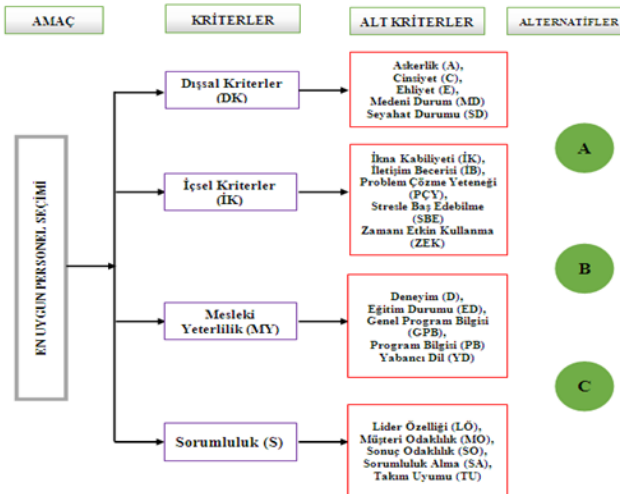 AMAÇ
KRİTERLER
ALT KRİTERLER
ALTERNATİFLER
EN UYGUN PERSONEL SEÇİMİ
Dışsal Kriterler
(DK)
Askerlik (A),
Cinsiyet (C),
Ehliyet (E),
Medeni Durum (MD)
Seyahat Durumu (SD)
A
İçsel Kriterler
(İK)
İkna Kabiliyeti (İK),
İletişim Becerisi (İB),
Problem Çözme Yeteneği
(PÇY),
Stresle Baş Edebilme
(SBE)
Zamanı Etkin Kullanma
(ZEK)
B
Mesleki
Yeterlilik (MY)
Deneyim (D),
Eğitim Durumu (ED),
Genel Program Bilgisi
(GPB),
Program Bilgisi (PB)
Yabancı Dil (YD)
C
Sorumluluk (S)
Lider Özelliği (LÖ),
Müşteri Odaklılık (MO),
Sonuç Odaklılık (SO),
Sorumluluk Alma (SA),
Takım Uyumu (TU)